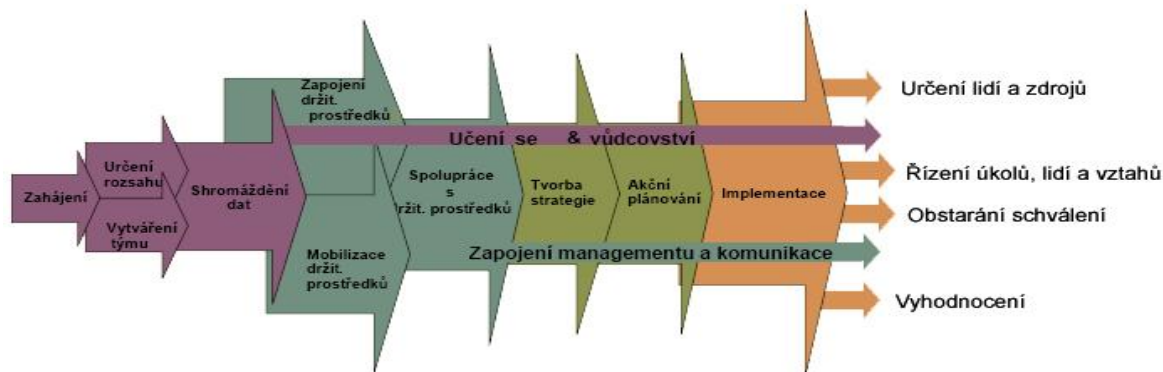 Zahájení
Určení
rozsahu
Vytváření
týmu
Shromáždění
dat
Zapojení
držit.
prostředků
Mobilizace
držit.
prostředků
Učení se & vůdcovství
Spolupráce
s
držit. prostředků
Tvorba
strategie
Akční
plánování
Implementace
Zapojení managementu a komunikace
Určení lidí a zdrojů
Řízení úkolů, lidí a vztahů
Obstarání schválení
Vyhodnocení